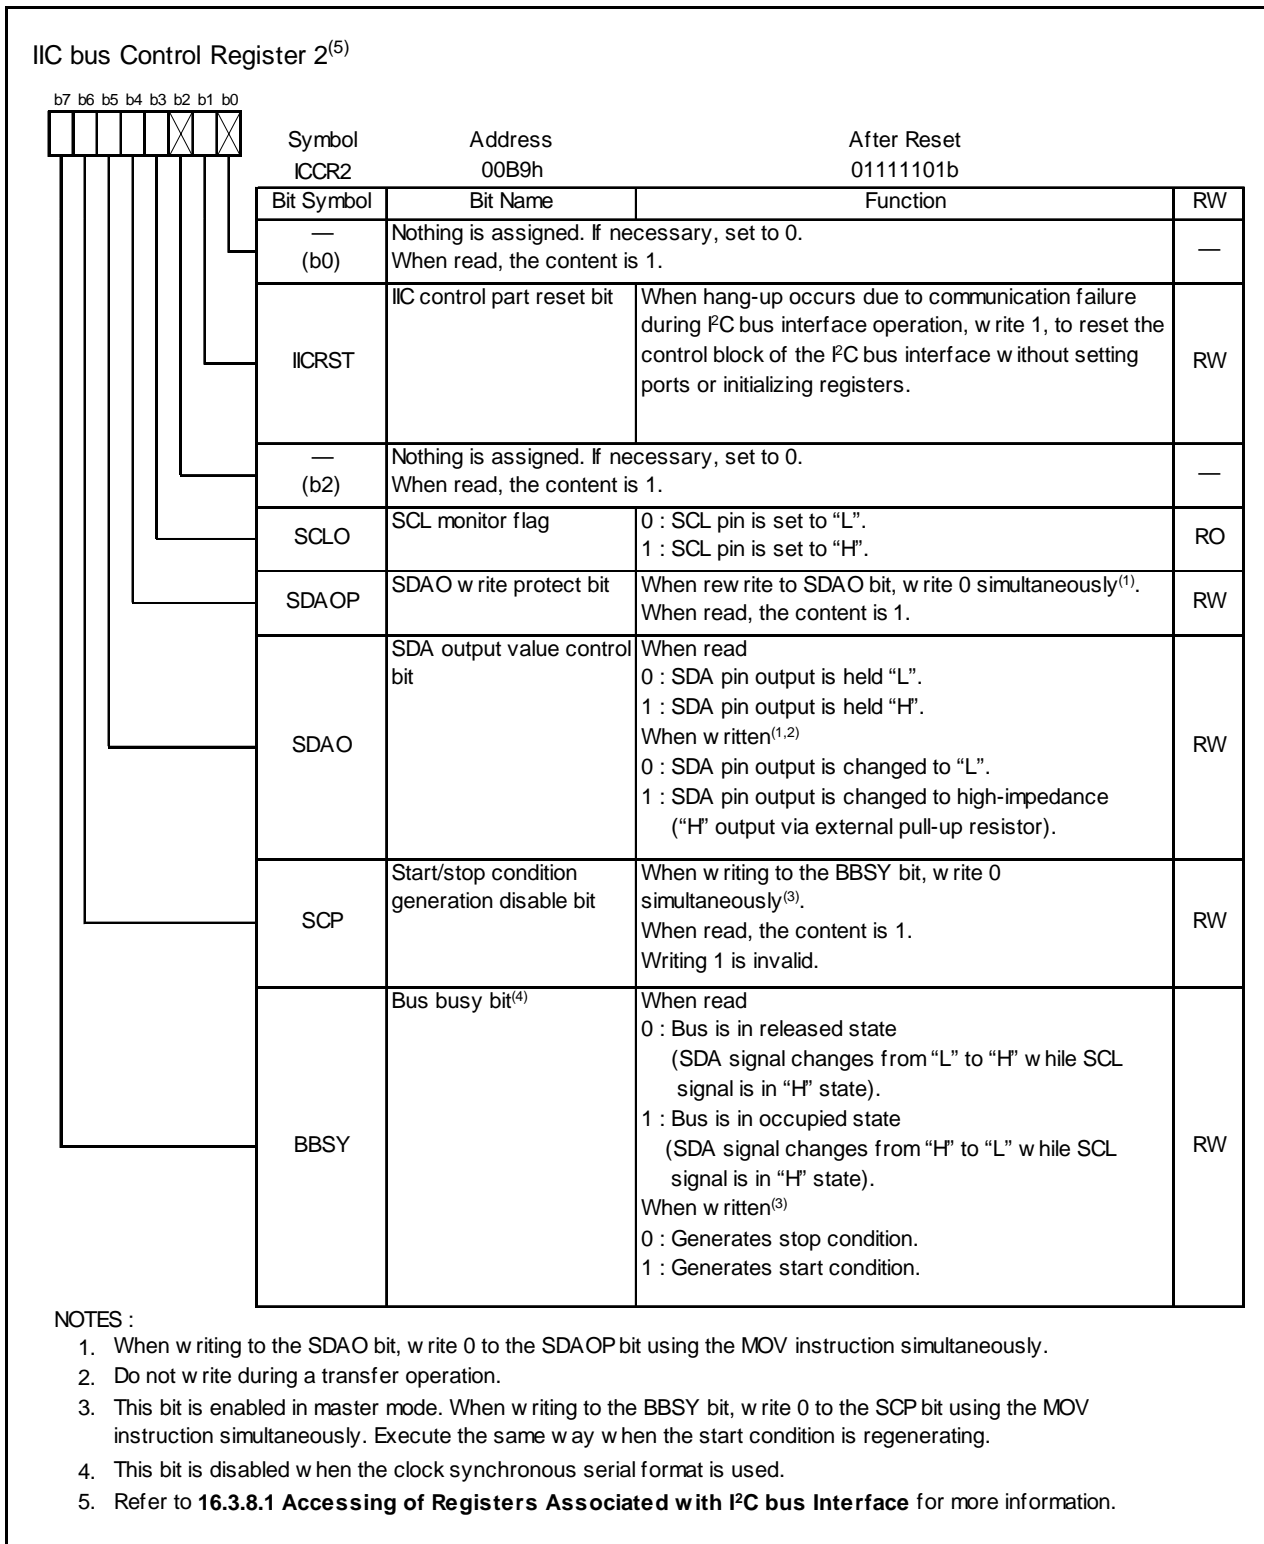 IIC bus Control Register 2(5)
b7 b6 b5 b4 b3 b2 b1 b0
Symbol Address After Reset
ICCR2 00B9h 01111101b
Bit Symbol Bit Name Function RW
— (b0) Nothing is assigned. If necessary, set to 0.
When read, the content is 1. —
IICRST IIC control part reset bit When hang-up occurs due to communication failure
during I2C bus interface operation, write 1, to reset the
control block of the I2C bus interface without setting
ports or initializing registers. RW
— (b2) Nothing is assigned. If necessary, set to 0.
When read, the content is 1. —
SCLO SCL monitor flag 0 : SCL pin is set to “L”.
1 : SCL pin is set to “H”. RO
SDAOP SDAO write protect bit When rewrite to SDAO bit, write 0 simultaneously(1).
When read, the content is 1. RW
SDAO SDA output value control bit When read
0 : SDA pin output is held “L”.
1 : SDA pin output is held “H”.
When written(1,2)
0 : SDA pin output is changed to “L”.
1 : SDA pin output is changed to high-impedance
(“H” output via external pull-up resistor). RW
SCP Start/stop condition generation disable bit When writing to the BBSY bit, write 0
simultaneously(3).
When read, the content is 1.
Writing 1 is invalid. RW
BBSY Bus busy bit(4) When read
0 : Bus is in released state
(SDA signal changes from “L” to “H” while SCL
signal is in “H” state).
1 : Bus is in occupied state
(SDA signal changes from “H” to “L” while SCL
signal is in “H” state).
When written(3)
0 : Generates stop condition.
1 : Generates start condition. RW
NOTES :
1. When writing to the SDAO bit, write 0 to the SDAOP bit using the MOV instruction simultaneously.
2. Do not write during a transfer operation.
3. This bit is enabled in master mode. When writing to the BBSY bit, write 0 to the SCP bit using the MOV
instruction simultaneously. Execute the same way when the start condition is regenerating.
4. This bit is disabled when the clock synchronous serial format is used.
5. Refer to 16.3.8.1 Accessing of Registers Associated with I2C bus Interface for more information.